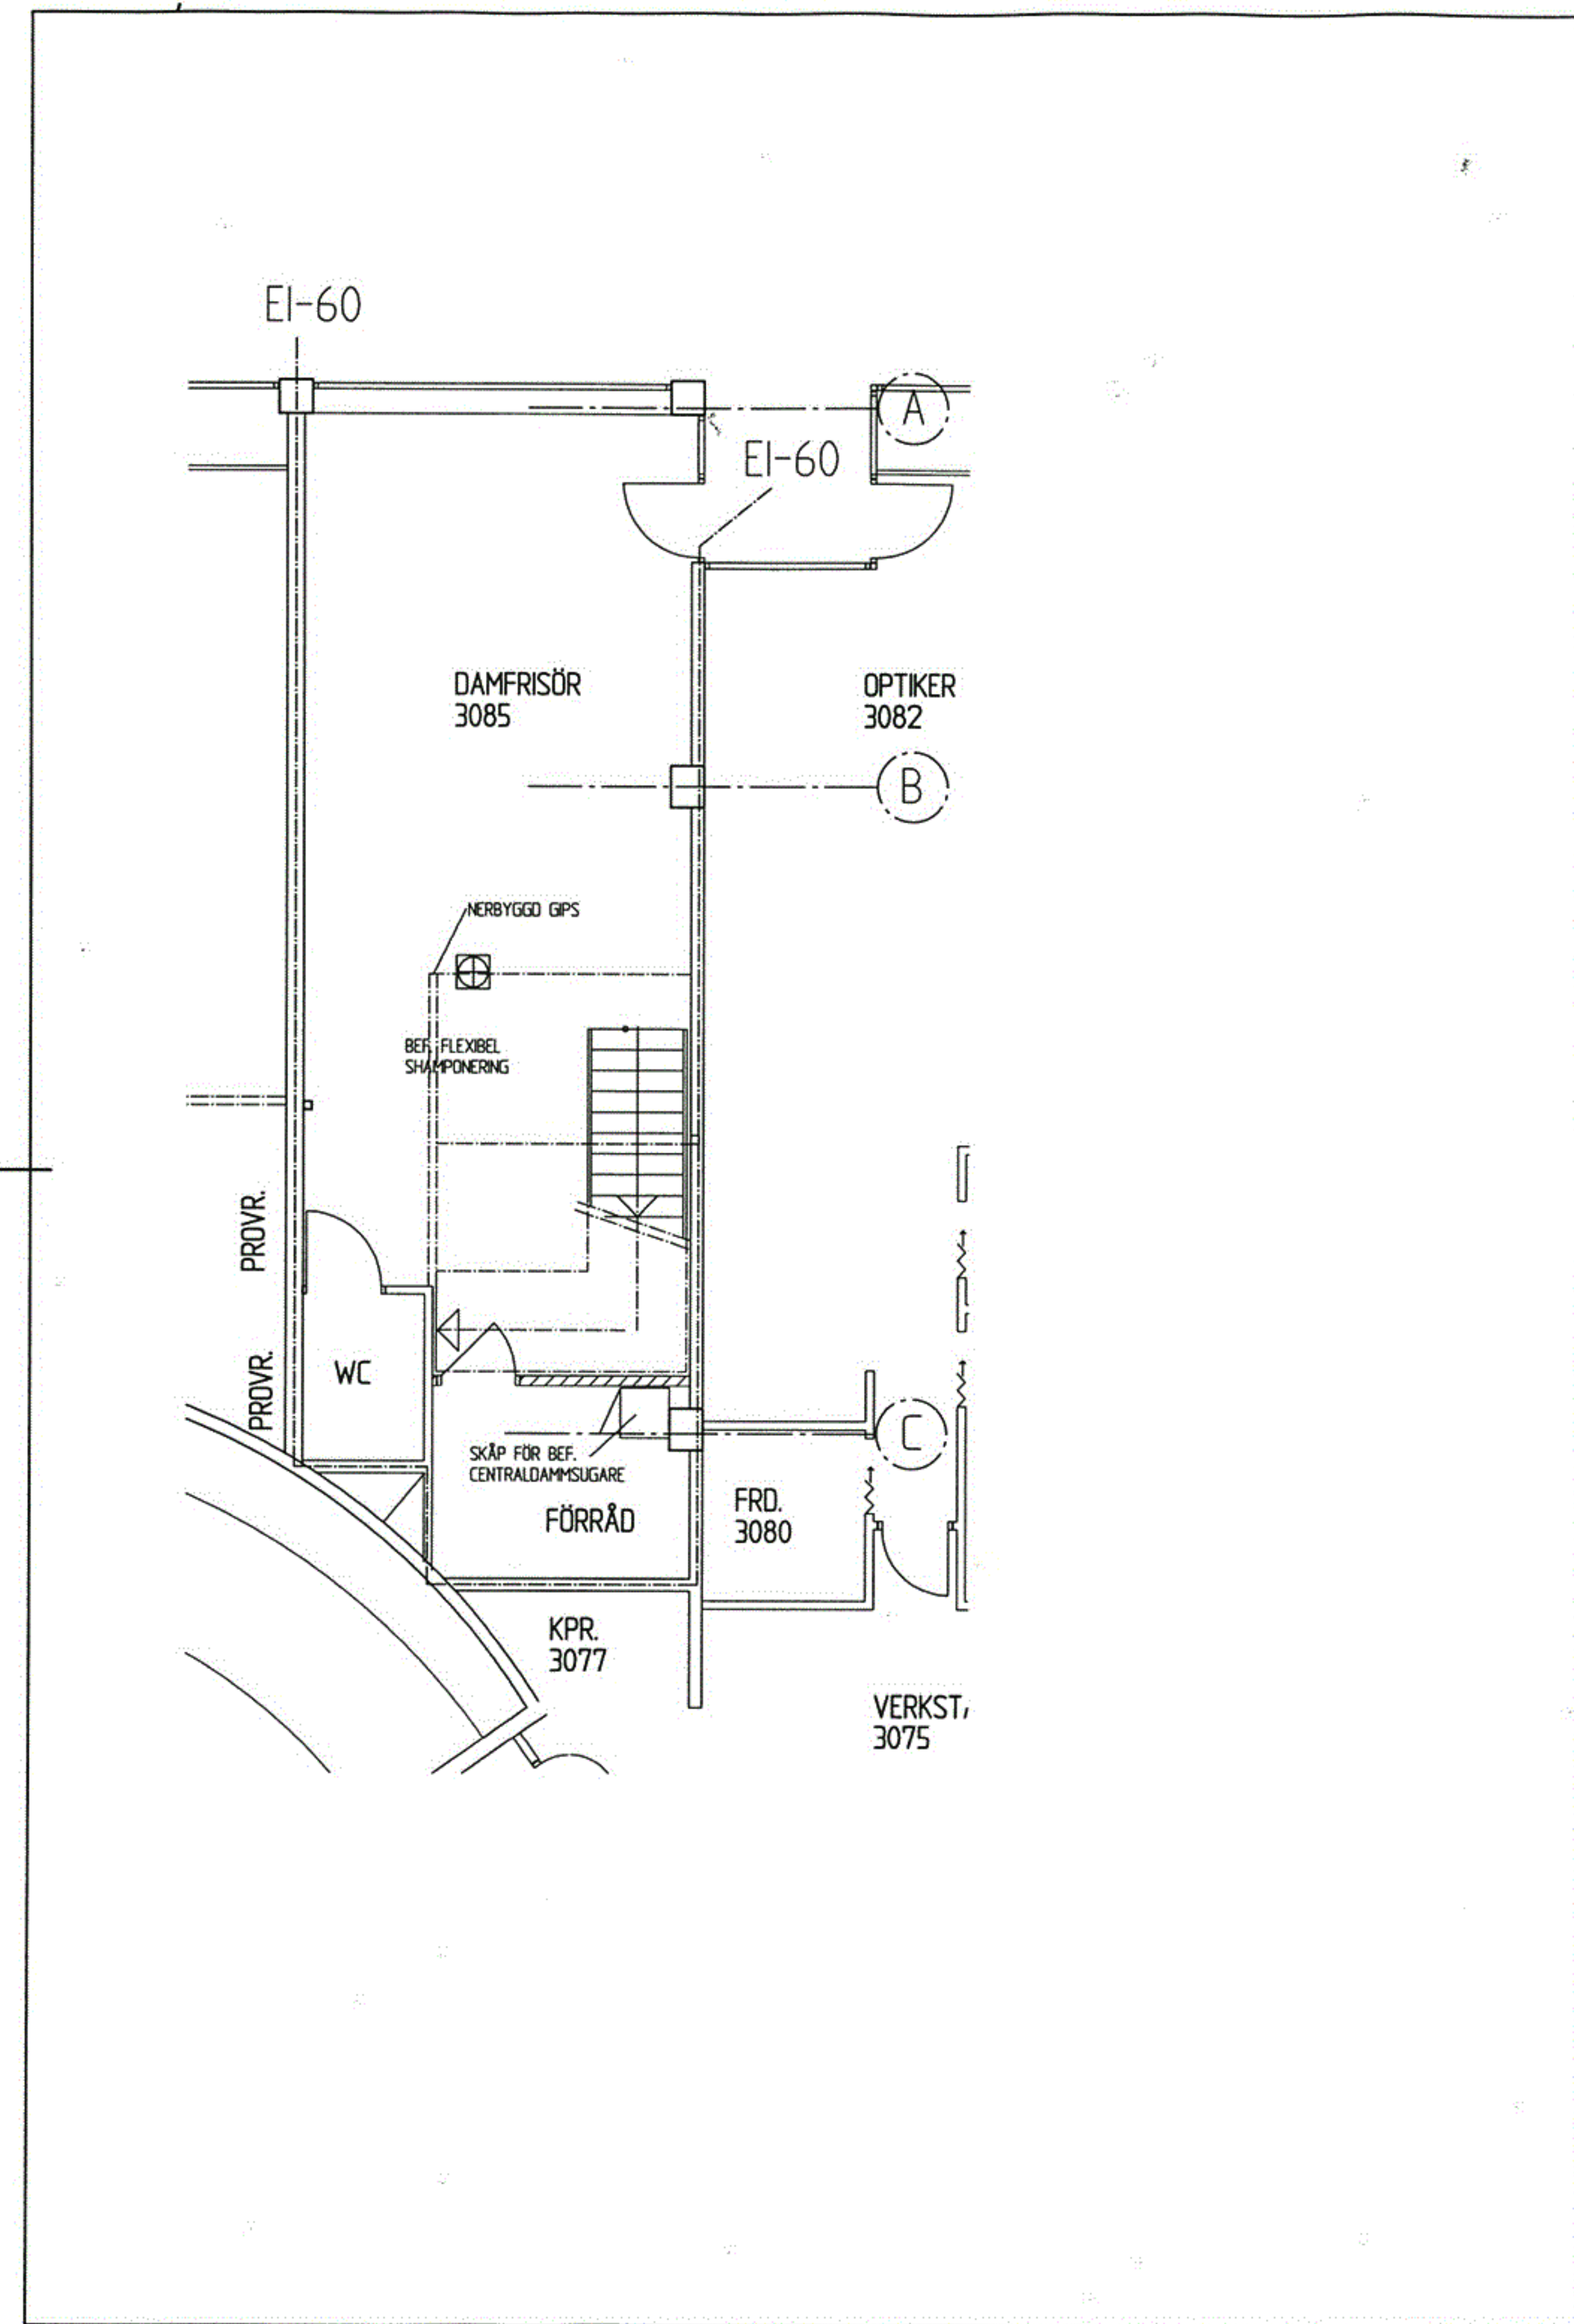 EI-60
A
EI-60
DAMFRISÖR
3085
OPTIKER
3082
B
NERBYGGD GIPS
BEF. FLEXIBEL
SHAMPONERING
PROVR.
PROVR.
WC
C
SKÅP FÖR BEF.
CENTRALDAMMSUGARE
FÖRRÅD
FRD.
3080
KPR.
3077
VERKST
3075